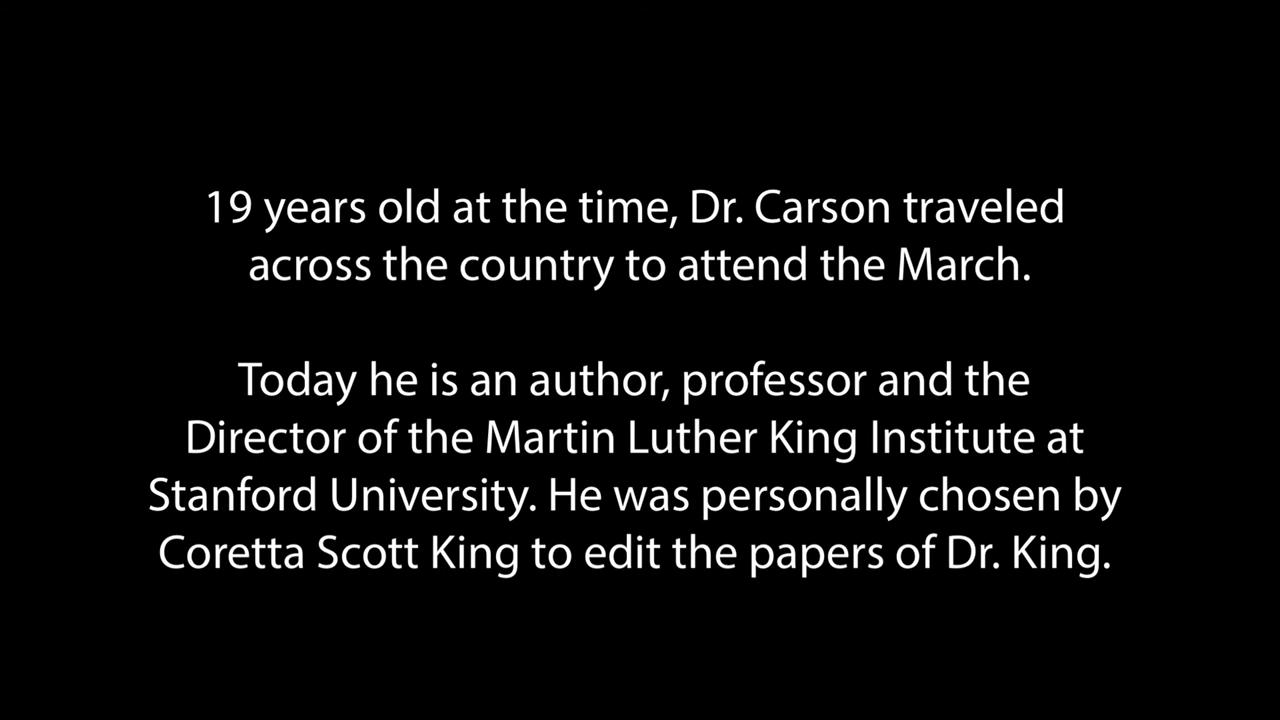 19 years old at the time, Dr. Carson traveled
across the country to attend the March.
Today he is an author, professor and the
Director of the Martin Luther King Institute at
Stanford University. He was personally chosen by
Coretta Scott King to edit the papers of Dr. King.